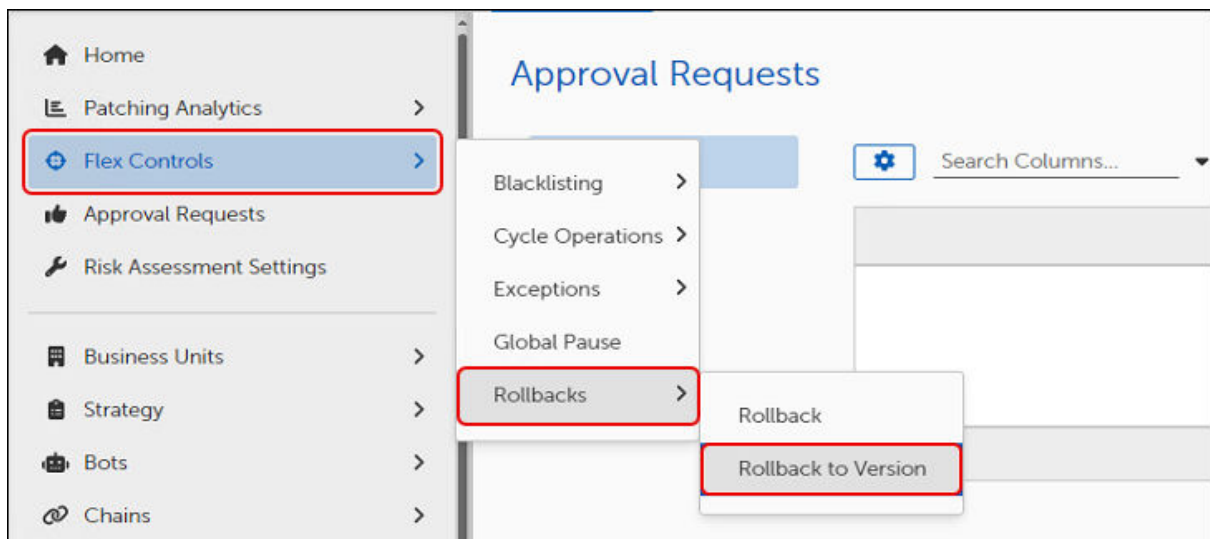 Home
Patching Analytics
Flex Controls
Approval Requests
Risk Assessment Settings
Business Units
Strategy
Bots
Chains
Approval Requests
Search Columns...
Blacklisting
Cycle Operations
Exceptions
Global Pause
Rollbacks
Rollback
Rollback to Version